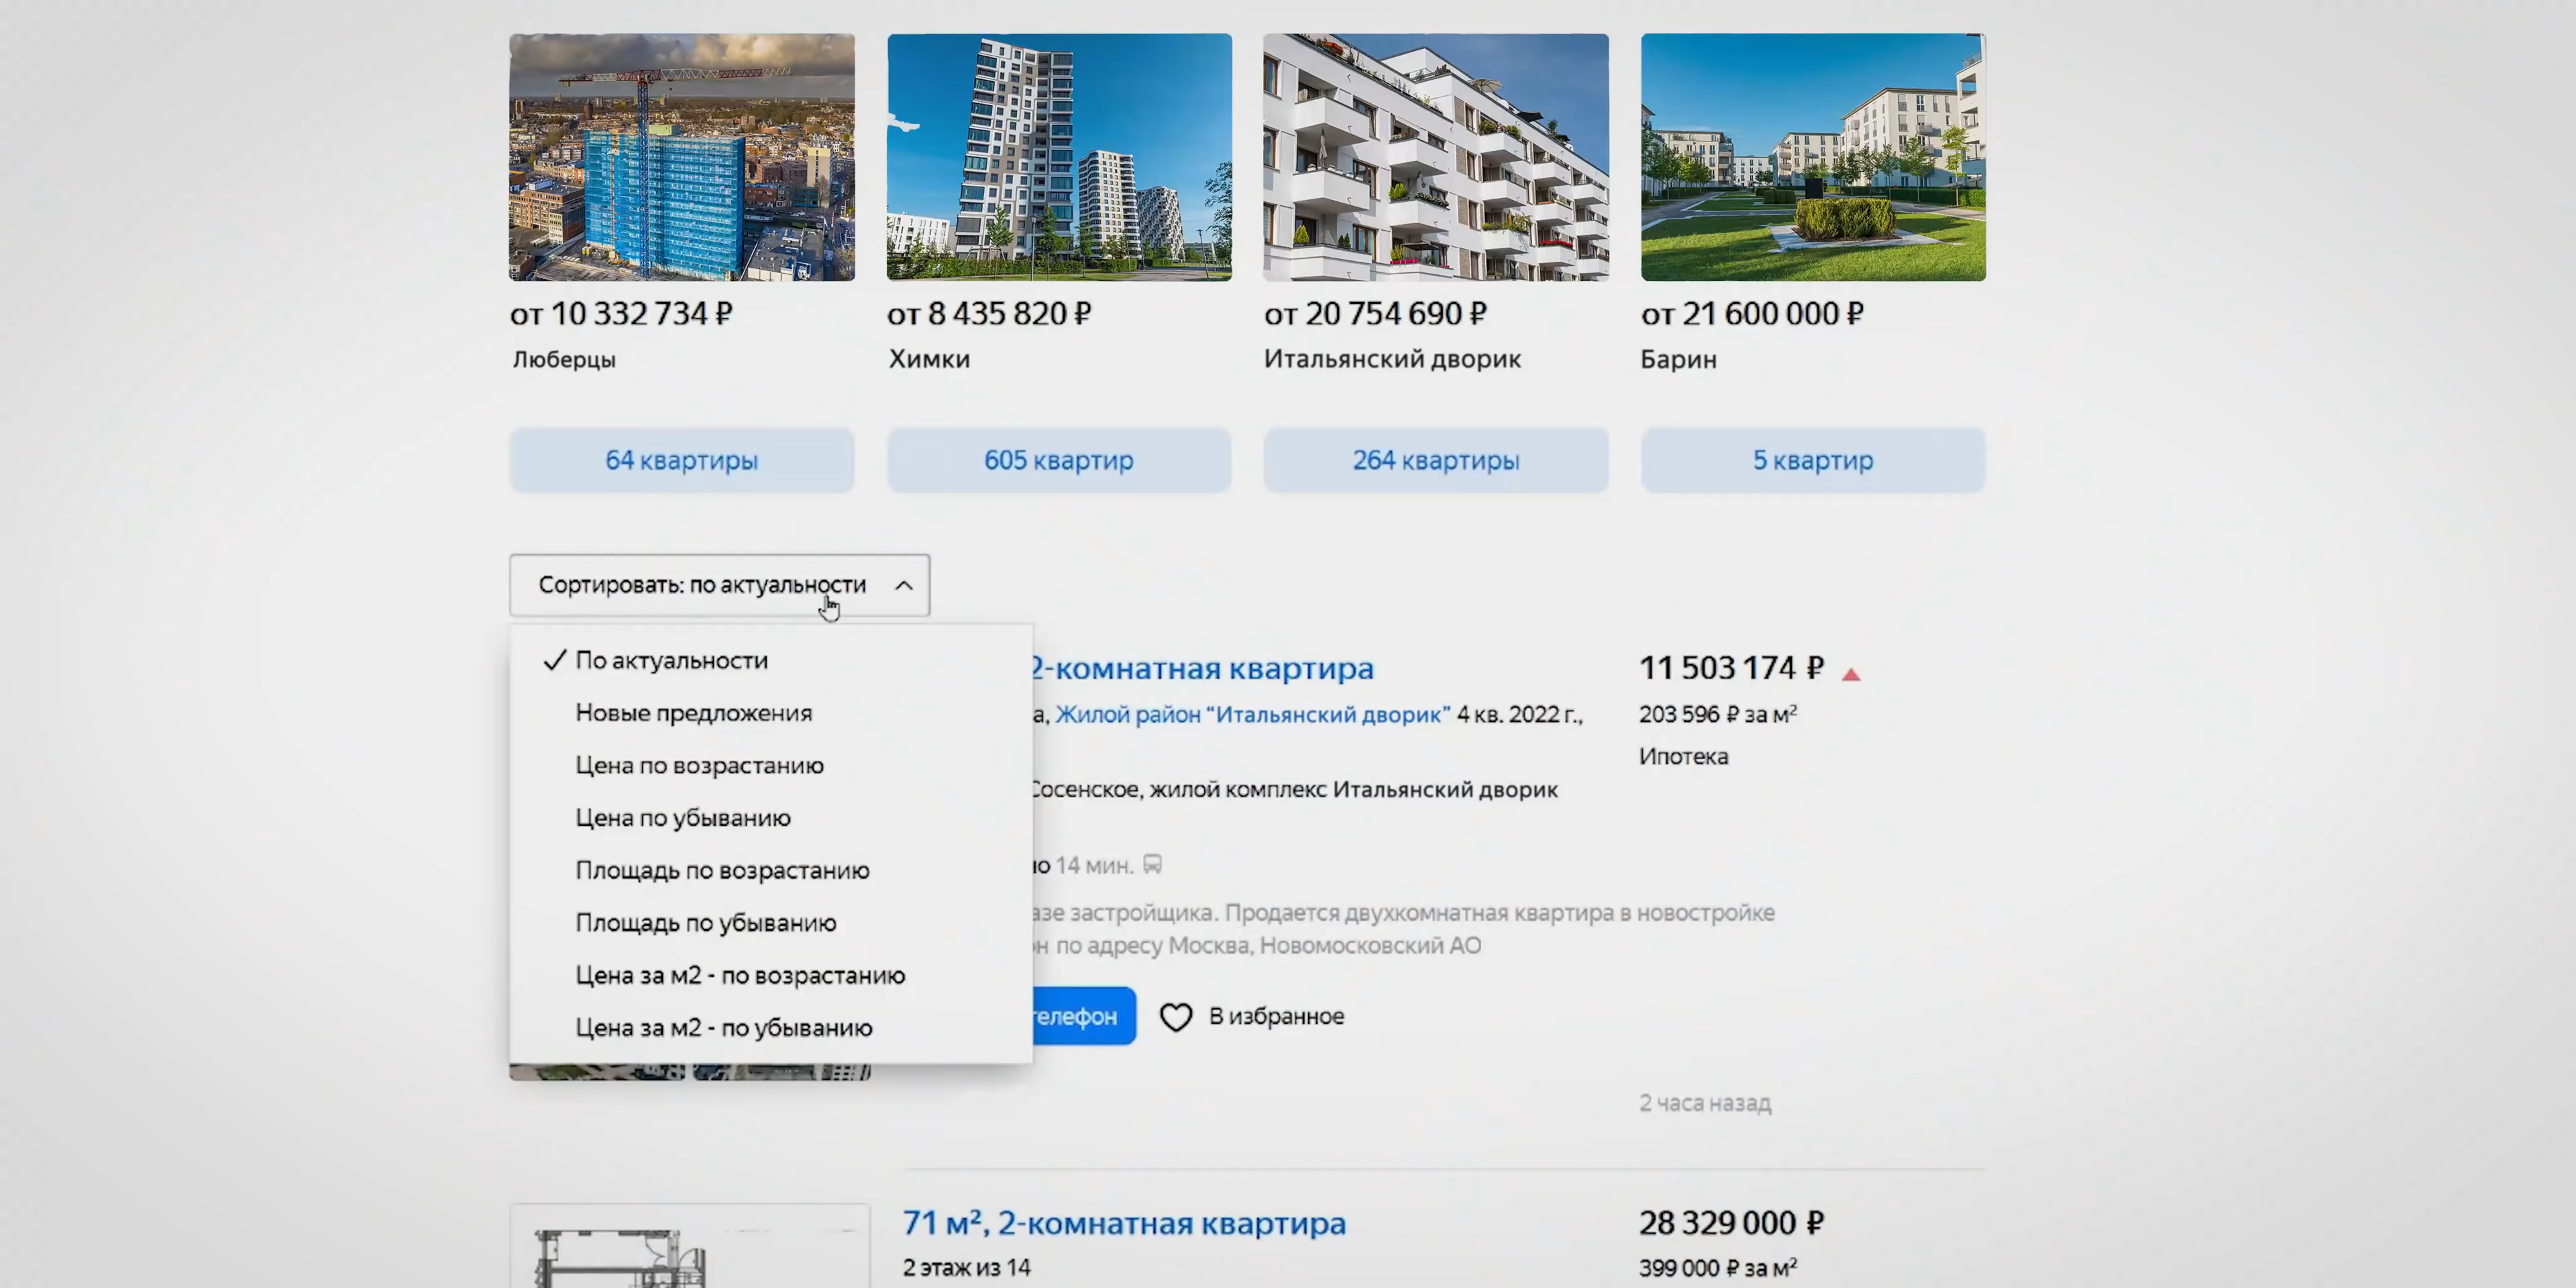 от 10 332 734 ₽
Люберцы
64 квартиры
от 8 435 820 ₽
Химки
605 квартир
от 20 754 690 ₽
Итальянский дворик
264 квартиры
от 21 600 000 ₽
Барин
5 квартир
Сортировать: по актуальности
По актуальности
Новые предложения
Цена по возрастанию
Цена по убыванию
Площадь по возрастанию
Площадь по убыванию
Цена за м2 - по возрастанию
Цена за м2 - по убыванию
2-комнатная квартира
Жилой район “Итальянский дворик” 4 кв. 2022 г.,
Сосенское, жилой комплекс Итальянский дворик
14 мин.
застройщика. Продается двухкомнатная квартира в новостройке
по адресу Москва, Новомосковский АО
В избранное
11 503 174 ₽
203 596 ₽ за м²
Ипотека
2 часа назад
71 м², 2-комнатная квартира
2 этаж из 14
28 329 000 ₽
399 000 ₽ за м²